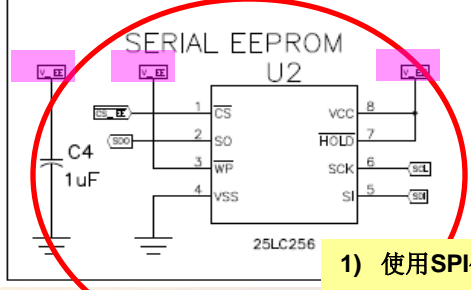 SERIAL EEPROM
U2
V_EE
V_EE
V_EE
CS_EE
1
CS
VCC
8
SDO
2
SO
HOLD
7
3
WP
SCK
6
SCL
4
VSS
SI
5
SDI
C4
1uF
25LC256
1) 使用SPI